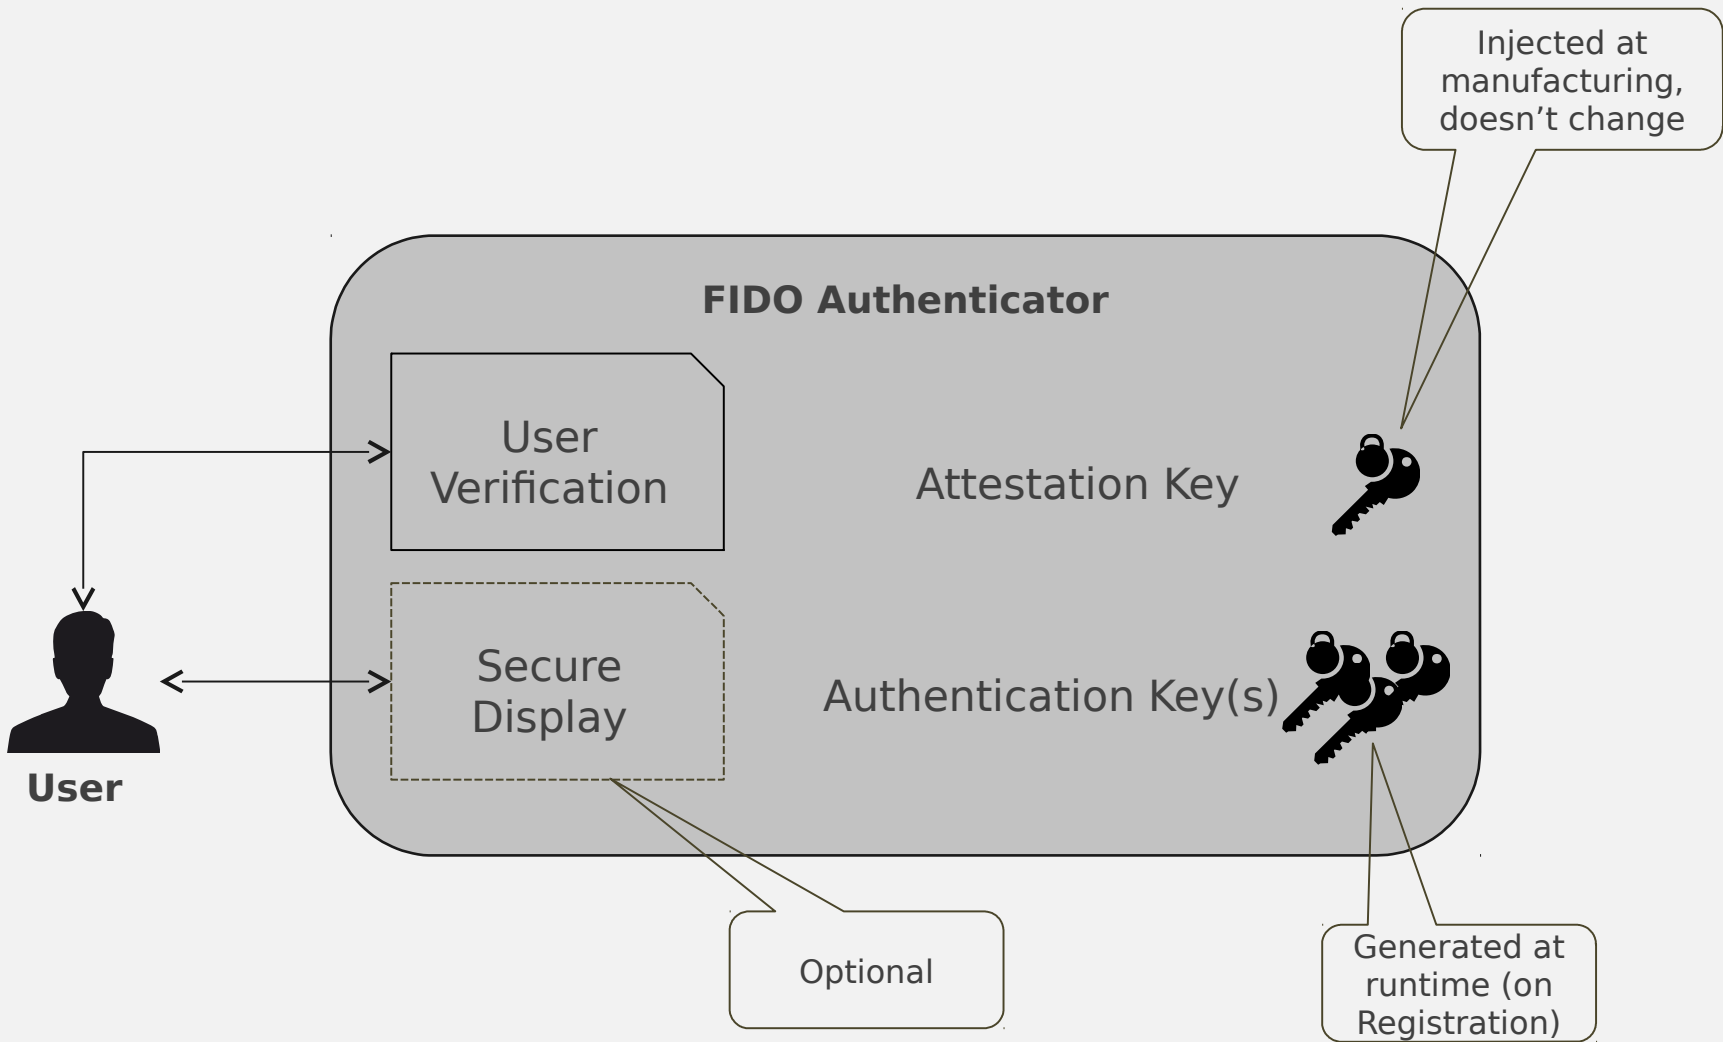 Injected at
manufacturing,
doesn’t change
FIDO Authenticator
User
Verification
Attestation Key
Secure
Display
Authentication Key(s)
User
Optional
Generated at
runtime (on
Registration)